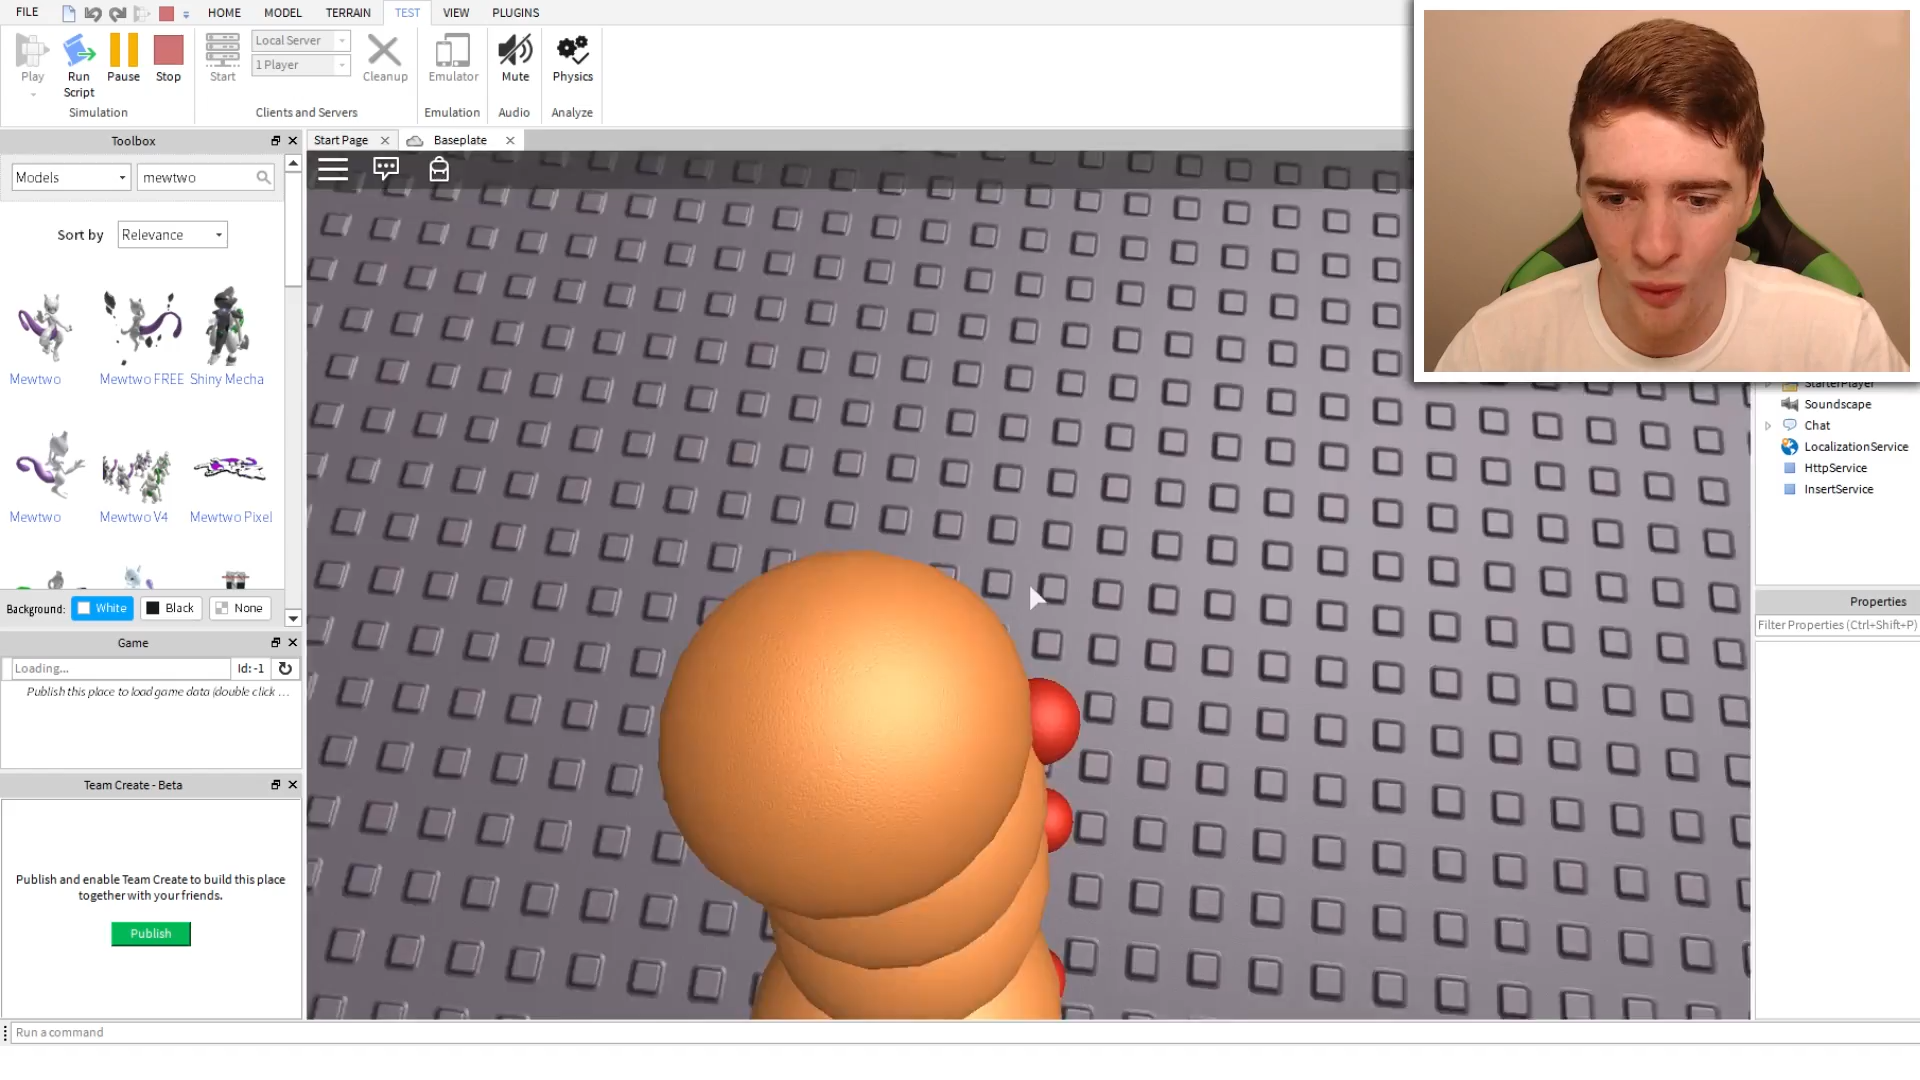 FILE
HOME
MODEL
TERRAIN
TEST
VIEW
PLUGINS
Play
Run
Script
Pause
Stop
Start
Local Server
1 Player
Cleanup
Emulator
Mute
Physics
Simulation
Clients and Servers
Emulation
Audio
Analyze
Toolbox
Start Page
Baseplate
Models
mewtwo
Sort by
Relevance
Mewtwo
Mewtwo FREE
Shiny Mecha
Mewtwo
Mewtwo V4
Mewtwo Pixel
Background:
White
Black
None
Game
Loading...
Id:-1
Publish this place to load game data (double click ...
Team Create - Beta
Publish and enable Team Create to build this place
together with your friends.
Publish
Run a command
StarterPlayer
Soundscape
Chat
LocalizationService
HttpService
InsertService
Properties
Filter Properties (Ctrl+Shift+P)